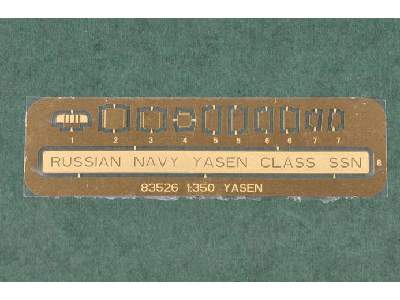 1 2 3 4 5 5 6 6 7 7
RUSSIAN NAVY YASEN CLASS SSN 8
83526 1:350 YASEN